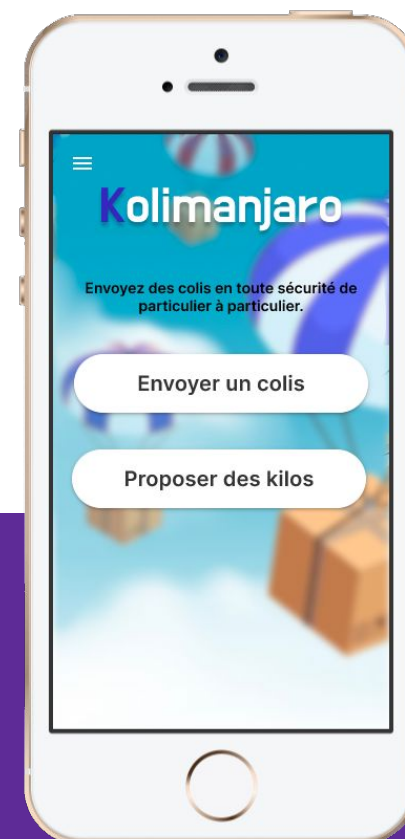 Kolimanjaro
Envoyez des colis en toute sécurité de
particulier à particulier.
Envoyer un colis
Proposer des kilos